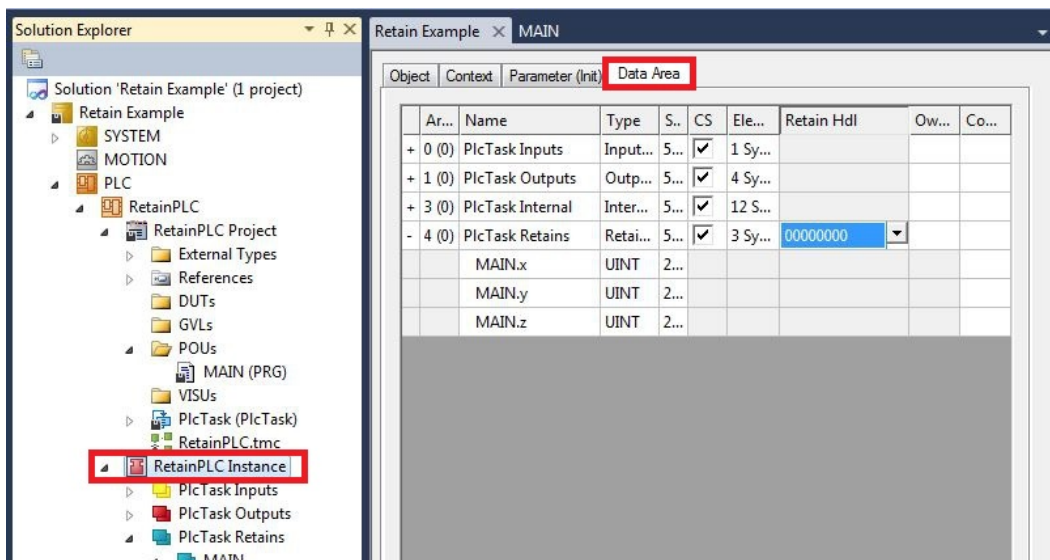 Solution Explorer
Solution 'Retain Example' (1 project)
Retain Example
SYSTEM
MOTION
PLC
RetainPLC
RetainPLC Project
External Types
References
DUTs
GVLs
POUs
MAIN (PRG)
VISUs
PlcTask (PlcTask)
RetainPLC.tmc
RetainPLC Instance
PlcTask Inputs
PlcTask Outputs
PlcTask Retains
MAIN
Retain Example MAIN
Object Context Parameter (Init) Data Area
Ar... Name Type S.. CS Ele... Retain Hdl Ow... Co...
+ 0 (0) PlcTask Inputs Input... 5... 1 Sy...
+ 1 (0) PlcTask Outputs Outp... 5... 4 Sy...
+ 3 (0) PlcTask Internal Inter... 5... 12 S...
- 4 (0) PlcTask Retains Retai... 5... 3 Sy... 00000000
MAIN.x UINT 2...
MAIN.y UINT 2...
MAIN.z UINT 2...